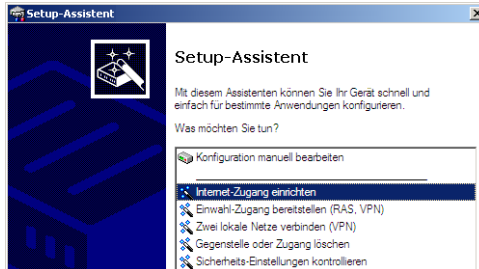 Setup-Assistent
Setup-Assistent
Mit diesem Assistenten können Sie Ihr Gerät schnell und
einfach für bestimmte Anwendungen konfigurieren.
Was möchten Sie tun?
Konfiguration manuell bearbeiten
Internet-Zugang einrichten
Einwahl-Zugang bereitstellen (RAS, VPN)
Zwei lokale Netze verbinden (VPN)
Gegenstelle oder Zugang löschen
Sicherheits-Einstellungen kontrollieren